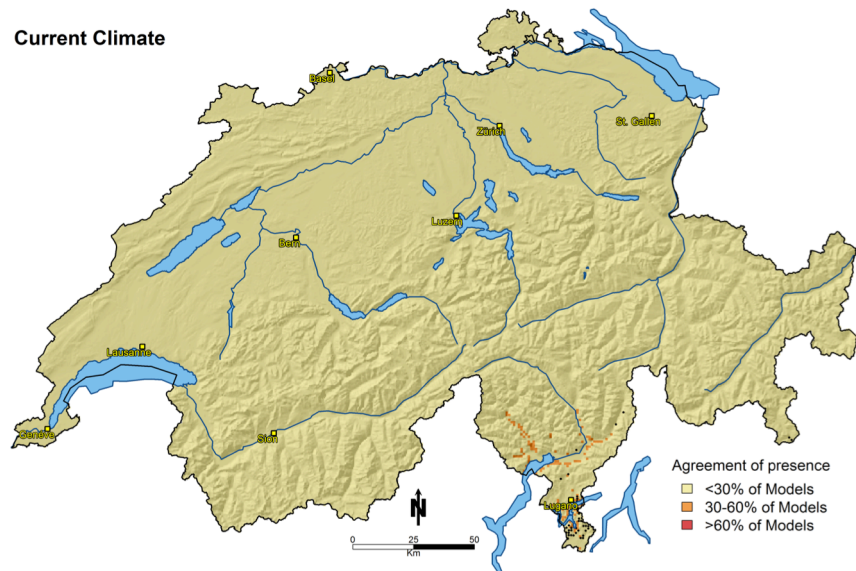 Current Climate
Basel
Zürich
St. Gallen
Luzern
Bern
Lausanne
Genève
Sion
Lugano
N
0 25 50
Km
Agreement of presence
<30% of Models
30-60% of Models
>60% of Models